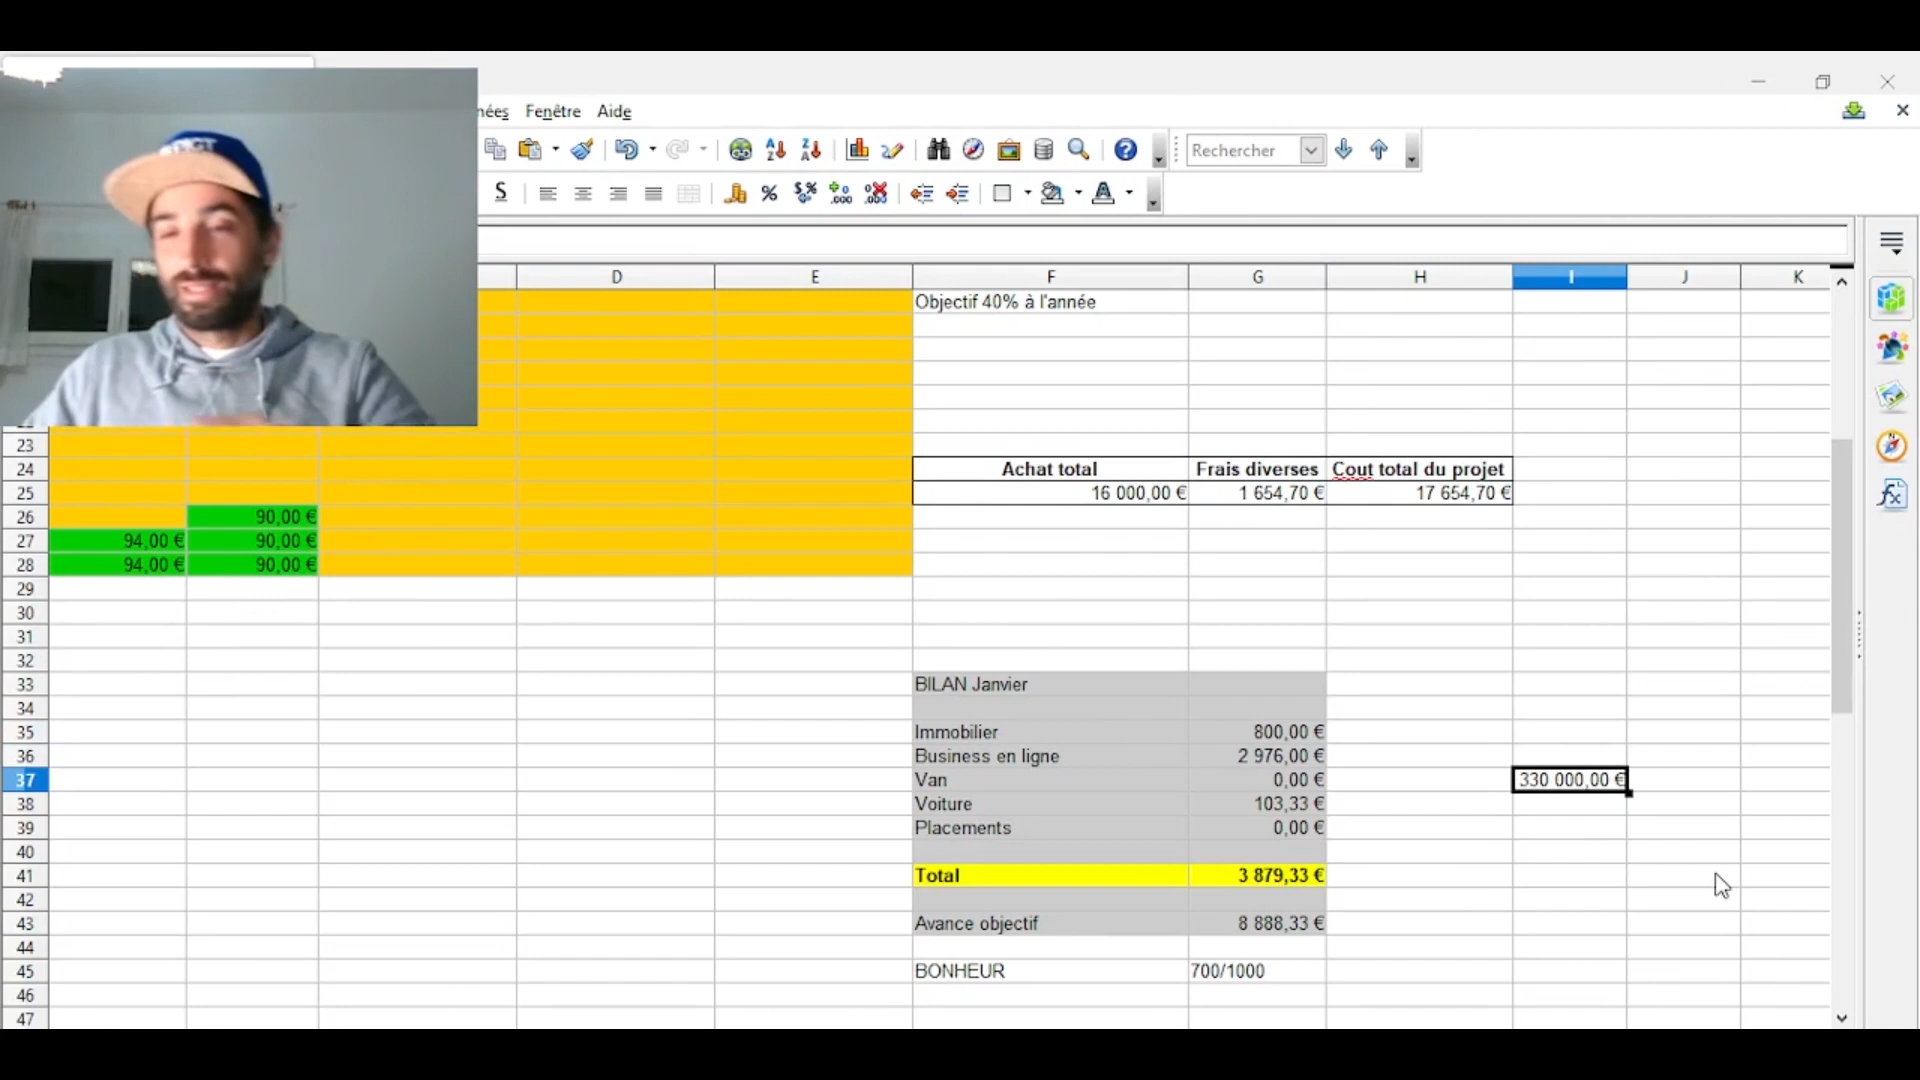 nées Fenêtre Aide
Rechercher
S % ? A
D E F G H I J K
Objectif 40% à l'année
23
24 Achat total Frais diverses Cout total du projet
25 16 000,00 € 1 654,70 € 17 654,70 €
26 90,00 €
27 94,00 € 90,00 €
28 94,00 € 90,00 €
29
30
31
32
33 BILAN Janvier
34
35 Immobilier 800,00 €
36 Business en ligne 2 976,00 €
37 Van 0,00 € 330 000,00 €
38 Voiture 103,33 €
39 Placements 0,00 €
40
41 Total 3 879,33 €
42
43 Avance objectif 8 888,33 €
44
45 BONHEUR 700/1000
46
47